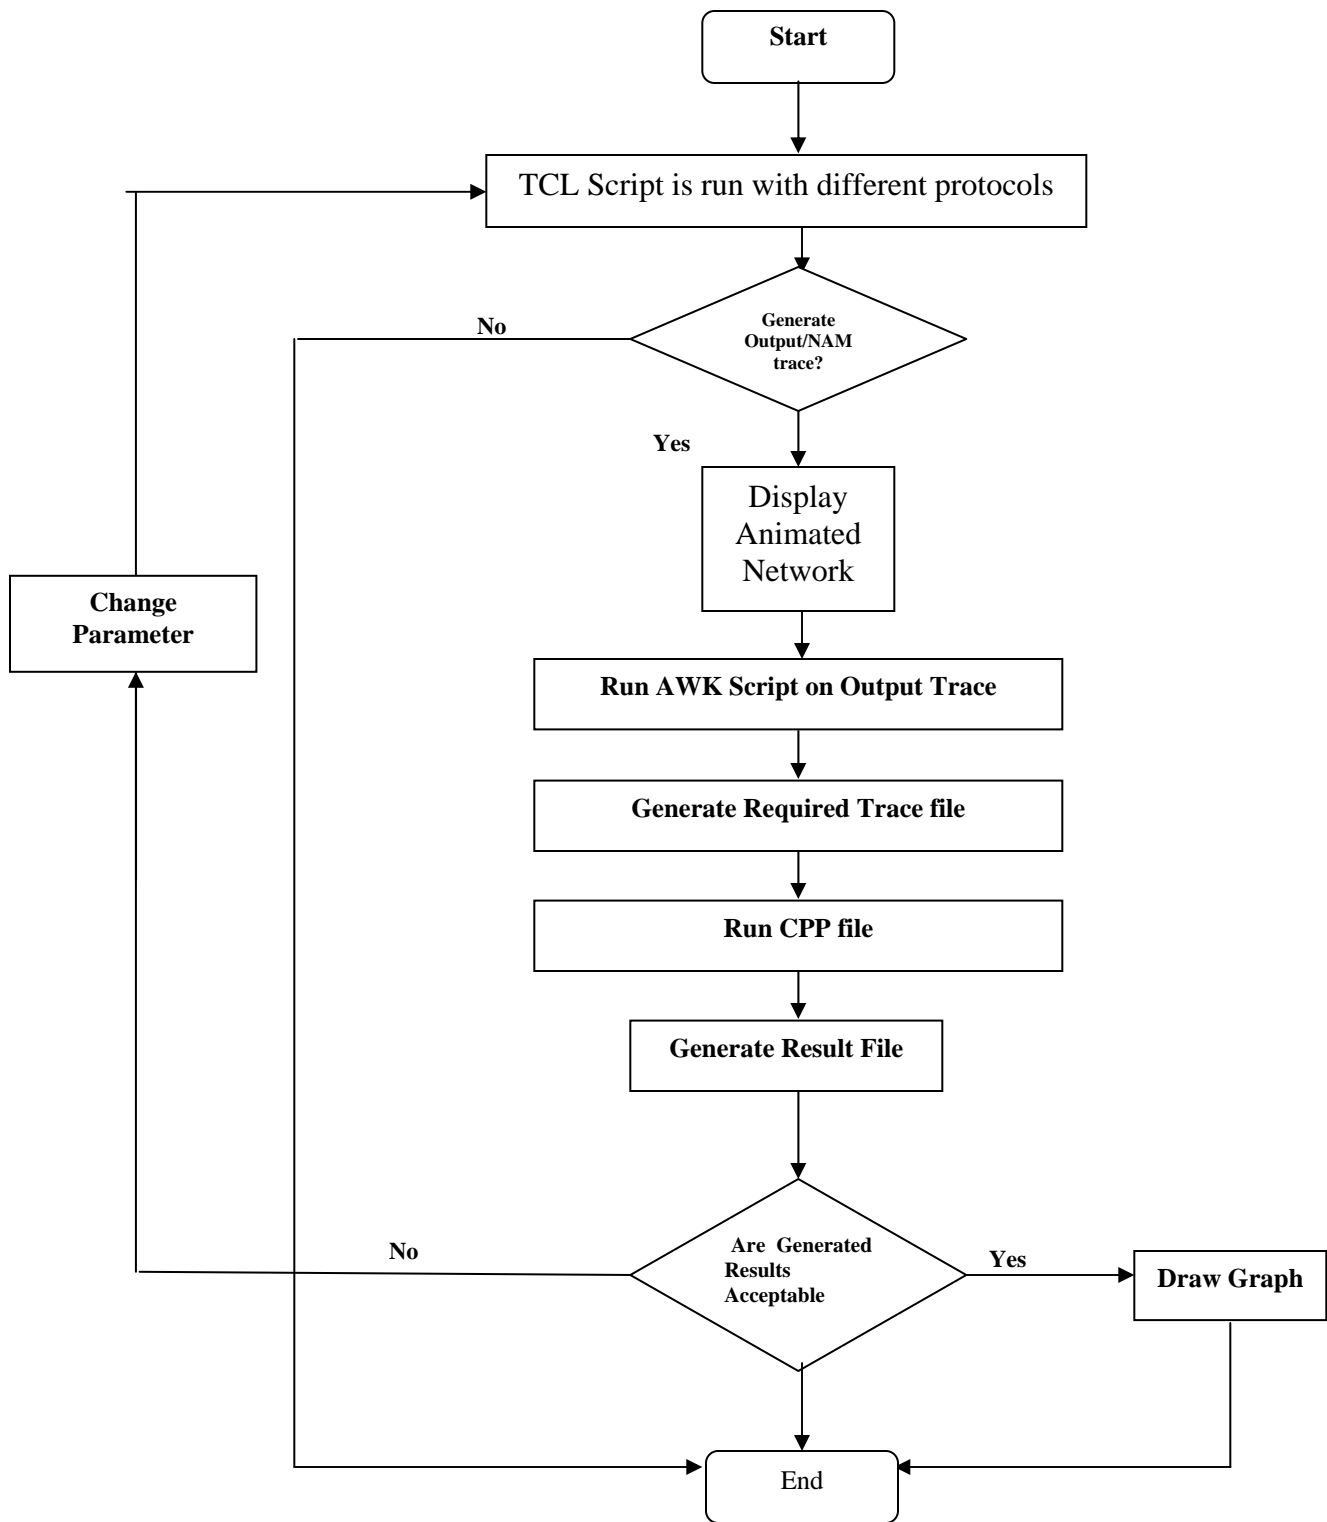 Start
TCL Script is run with different protocols
No
Generate
Output/NAM
trace?
Yes
Display
Animated
Network
Change
Parameter
Run AWK Script on Output Trace
Generate Required Trace file
Run CPP file
Generate Result File
No
Are Generated
Results
Acceptable
Yes
Draw Graph
End